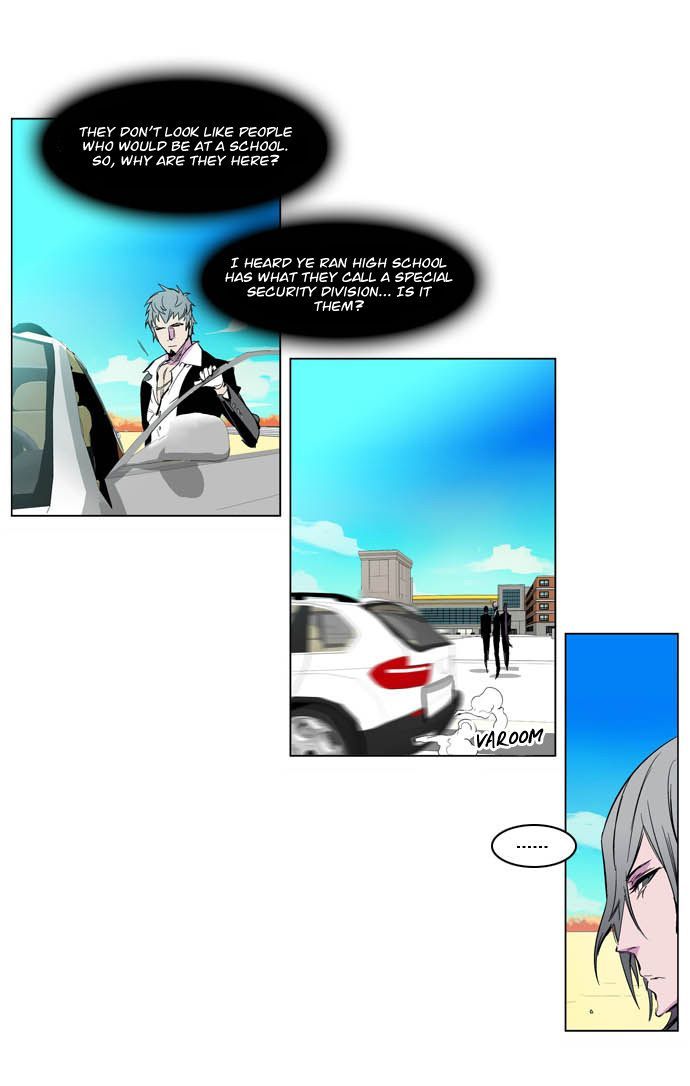 THEY DON'T LOOK LIKE PEOPLE
WHO WOULD BE AT A SCHOOL.
SO, WHY ARE THEY HERE?
I HEARD YE RAN HIGH SCHOOL
HAS WHAT THEY CALL A SPECIAL
SECURITY DIVISION... IS IT
THEM?
VAROOM
......